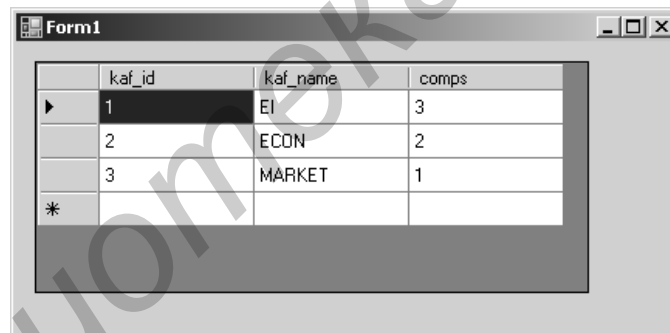 Form1
kaf_id kaf_name comps
1 EI 3
2 ECON 2
3 MARKET 1